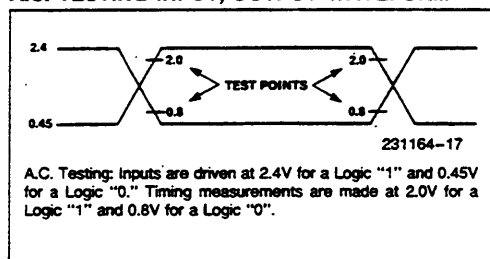 2.4
2.0
2.0
TEST POINTS
0.8
0.8
0.45
231164-17
A.C. Testing: Inputs are driven at 2.4V for a Logic "1" and 0.45V
for a Logic "0." Timing measurements are made at 2.0V for a
Logic "1" and 0.8V for a Logic "0".